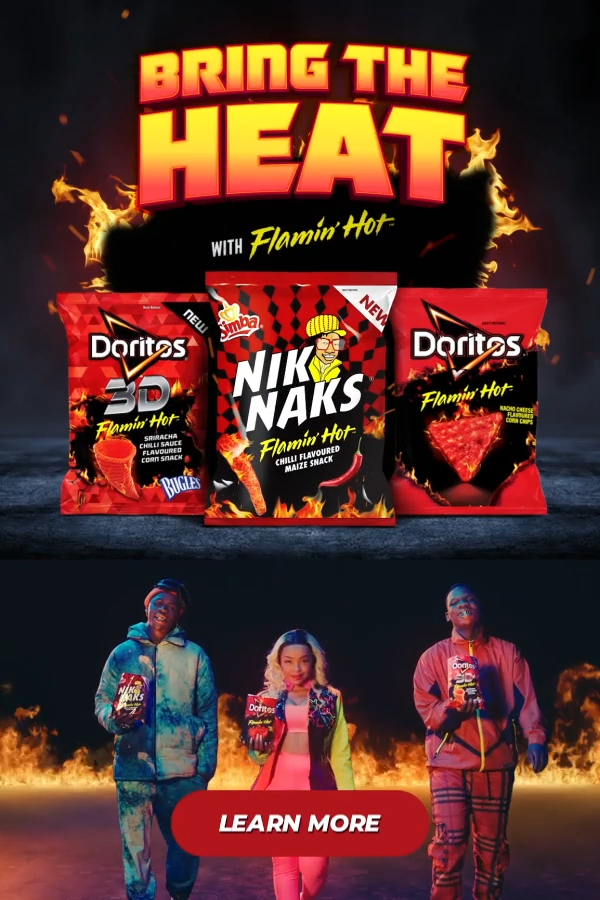 BRING THE
HEAT
WITH Flamin' Hot™
Doritos
NEW
3D
Flamin' Hot
SRIRACHA
CHILLI SAUCE
FLAVOURED
CORN SNACK
BUGLES
Simba
NEW
NIK
NAKS
Flamin' Hot
CHILLI FLAVOURED
MAIZE SNACK
Doritos
Flamin' Hot
NACHO CHEESE
FLAVOURED
CORN CHIPS
NIK
NAKS
Doritos
Flamin' Hot
Doritos
LEARN MORE